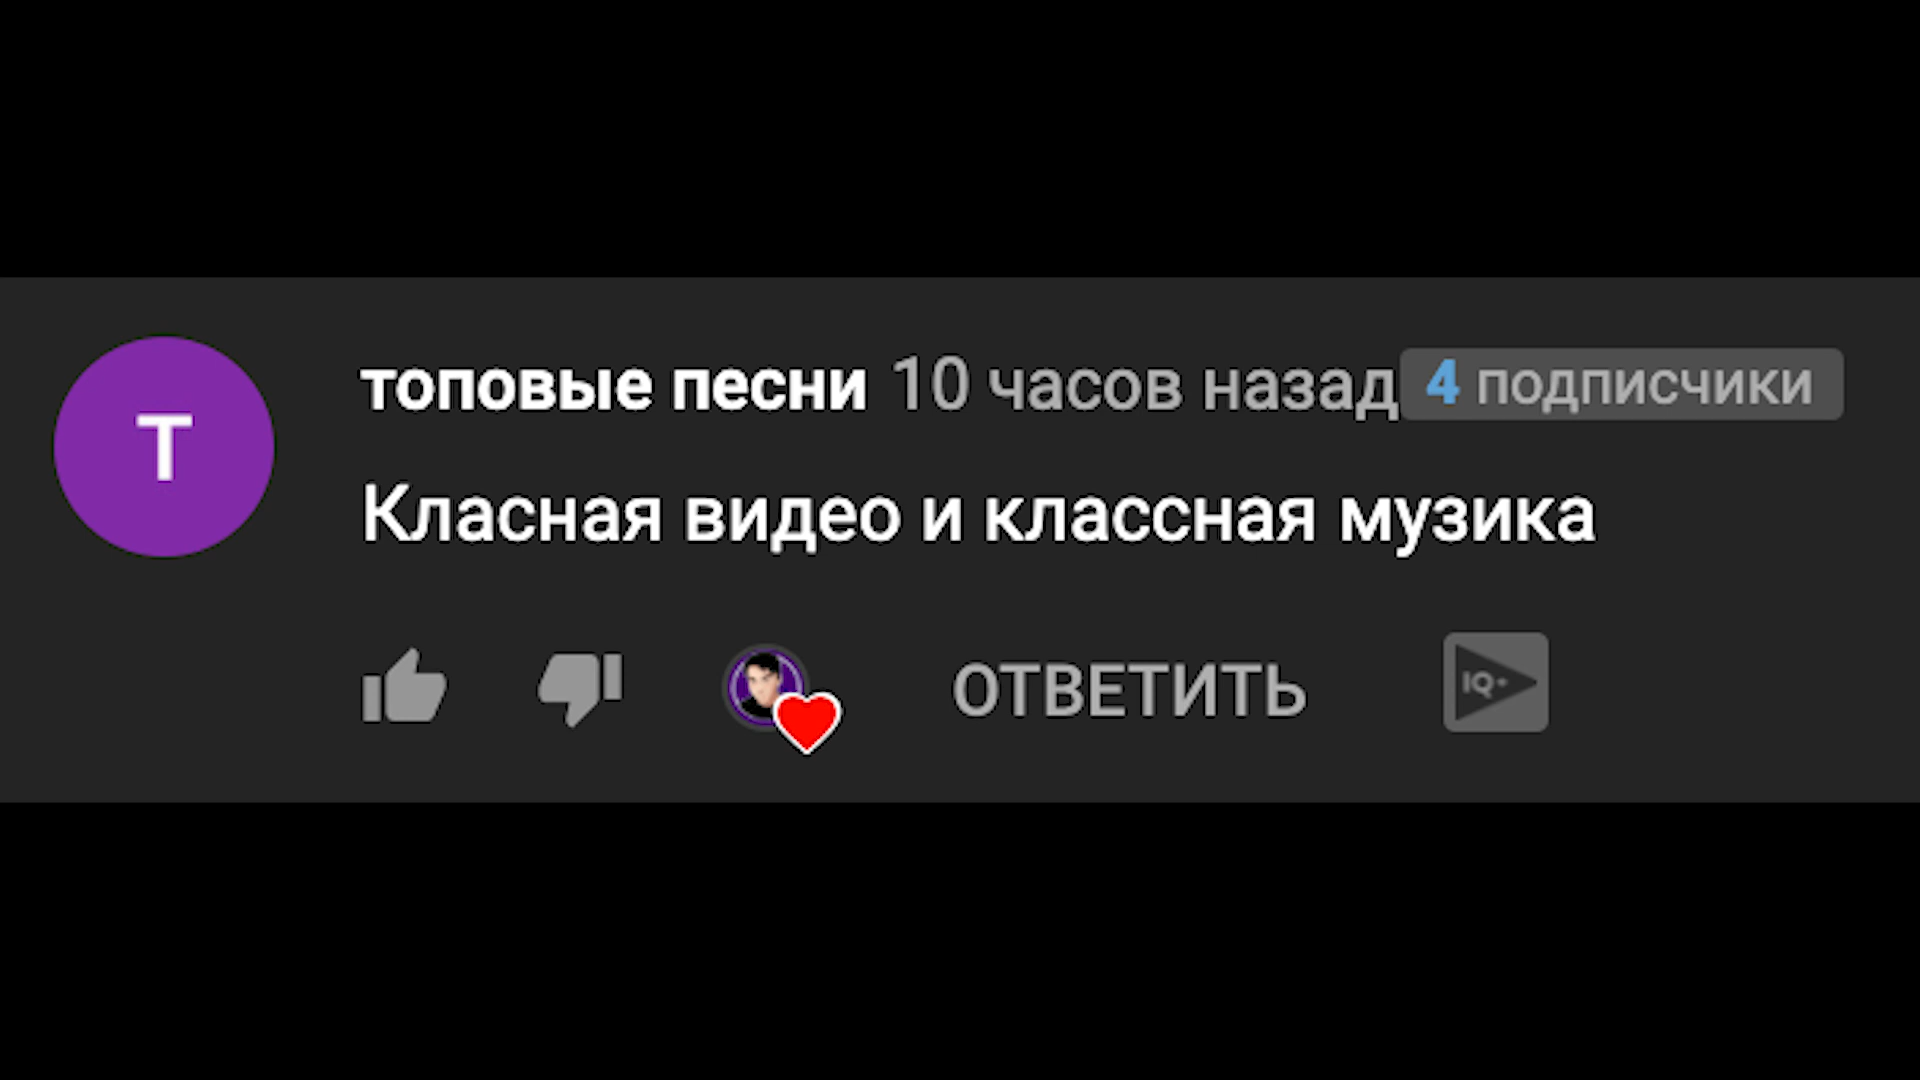 Т
топовые песни 10 часов назад 4 подписчики
Класная видео и классная музика
ОТВЕТИТЬ IQ